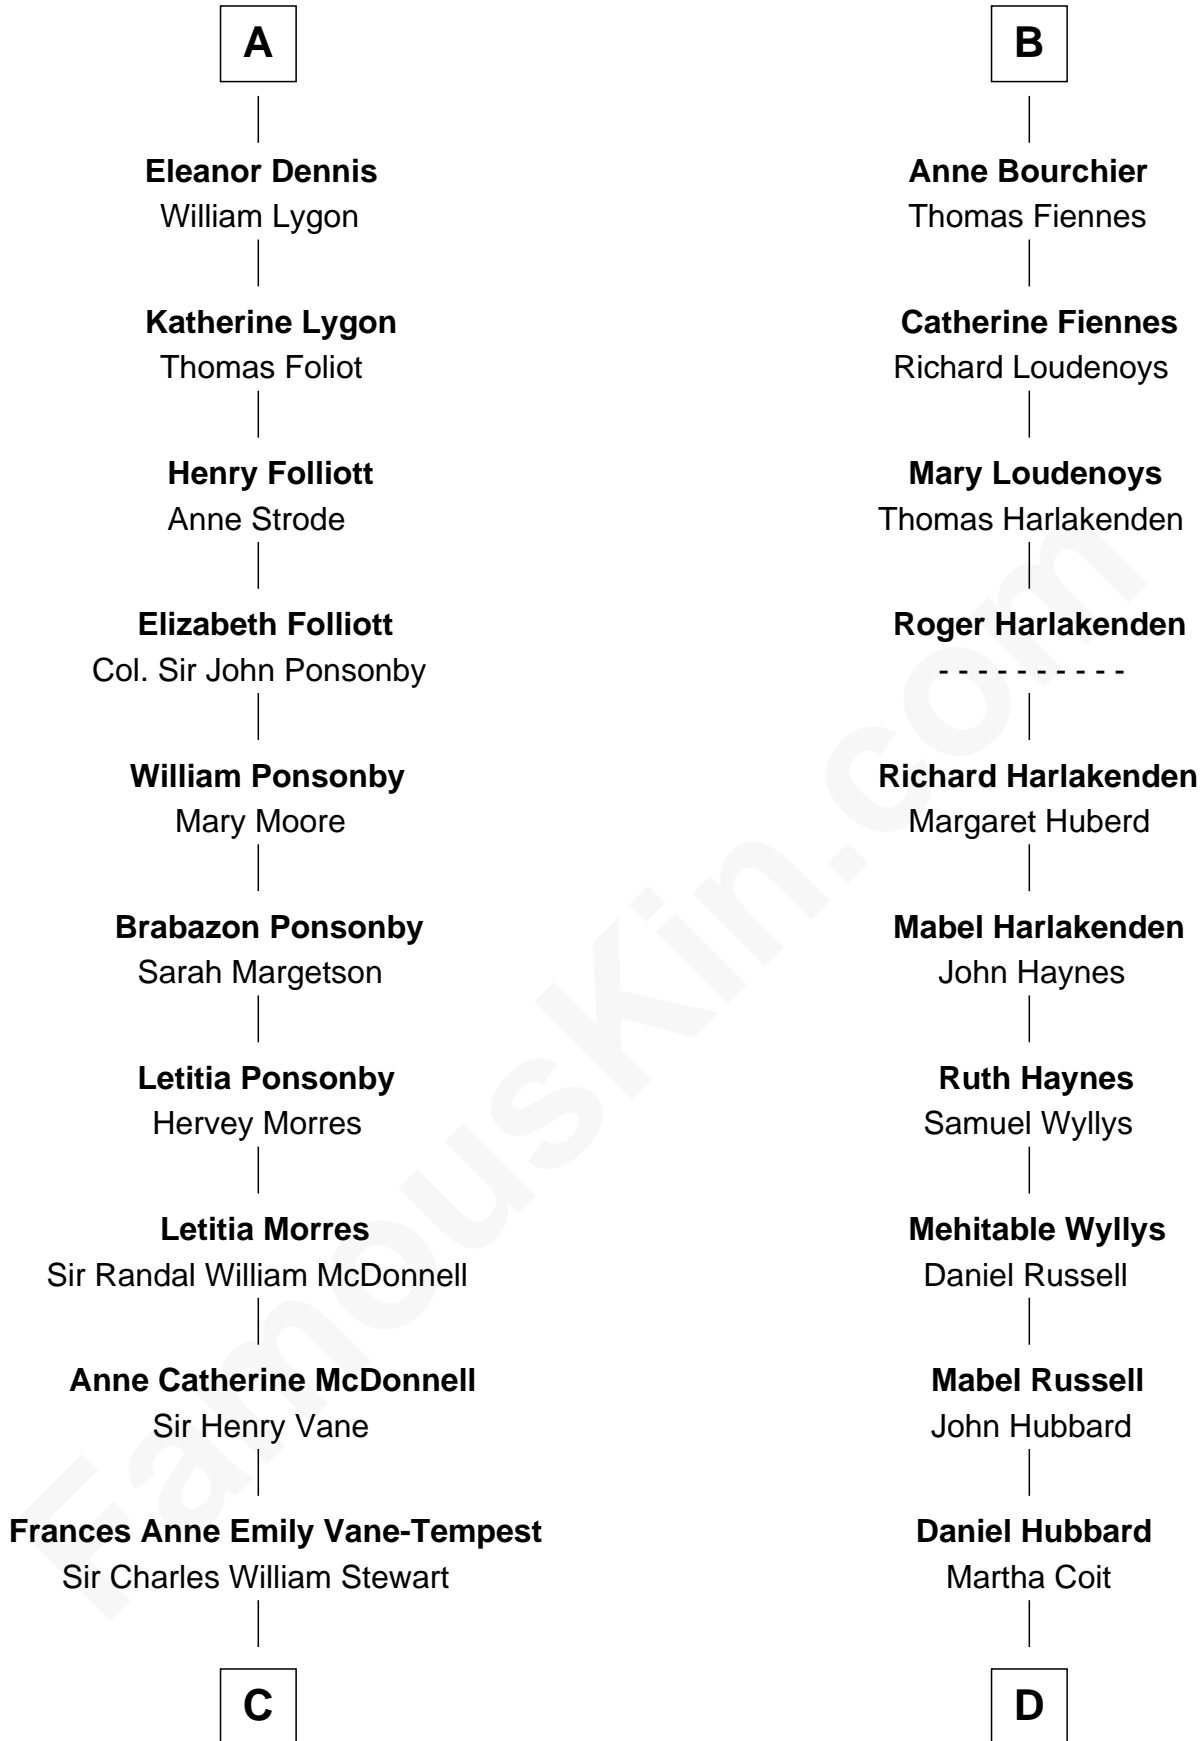 A
Eleanor Dennis
William Lygon
Katherine Lygon
Thomas Foliot
Henry Folliott
Anne Strode
Elizabeth Folliott
Col. Sir John Ponsonby
William Ponsonby
Mary Moore
Brabazon Ponsonby
Sarah Margetson
Letitia Ponsonby
Hervey Morres
Letitia Morres
Sir Randal William McDonnell
Anne Catherine McDonnell
Sir Henry Vane
Frances Anne Emily Vane-Tempest
Sir Charles William Stewart
C
B
Anne Bourchier
Thomas Fiennes
Catherine Fiennes
Richard Loudenoys
Mary Loudenoys
Thomas Harlakenden
Roger Harlakenden
- - - - - - - - - -
Richard Harlakenden
Margaret Huberd
Mabel Harlakenden
John Haynes
Ruth Haynes
Samuel Wyllys
Mehitable Wyllys
Daniel Russell
Mabel Russell
John Hubbard
Daniel Hubbard
Martha Coit
D
FamousKin.com